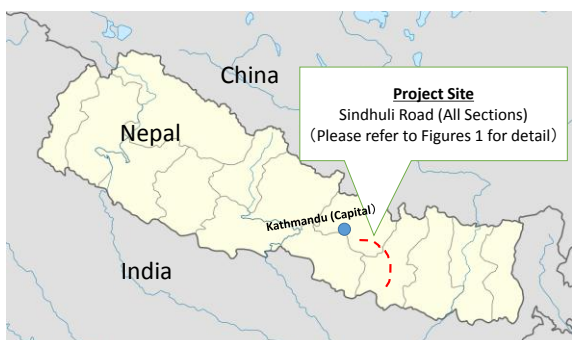 China
Project Site
Sindhuli Road (All Sections)
（Please refer to Figures 1 for detail）
Nepal
Kathmandu (Capital）
India